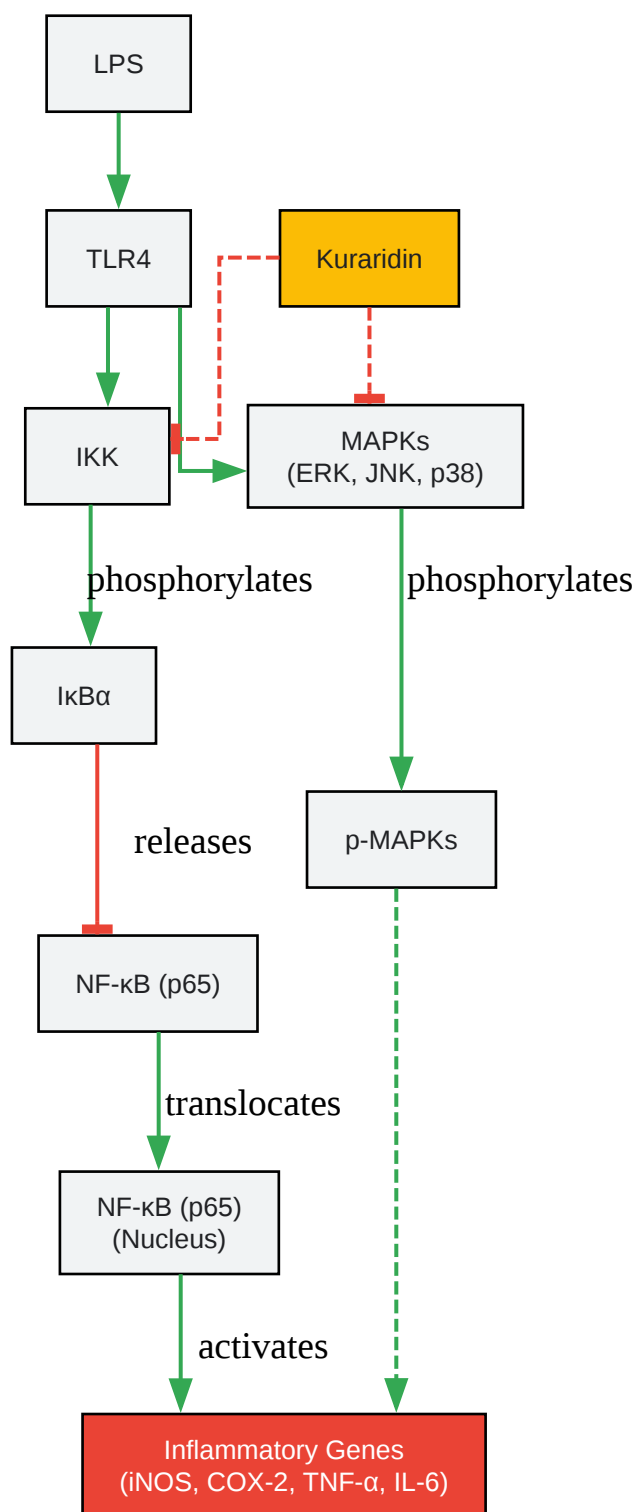 LPS
TLR4
Kuraridin
IKK
MAPKs
(ERK, JNK, p38)
phosphorylates
phosphorylates
IκBα
releases
p-MAPKs
NF-κB (p65)
translocates
NF-κB (p65)
(Nucleus)
activates
Inflammatory Genes
(iNOS, COX-2, TNF-α, IL-6)